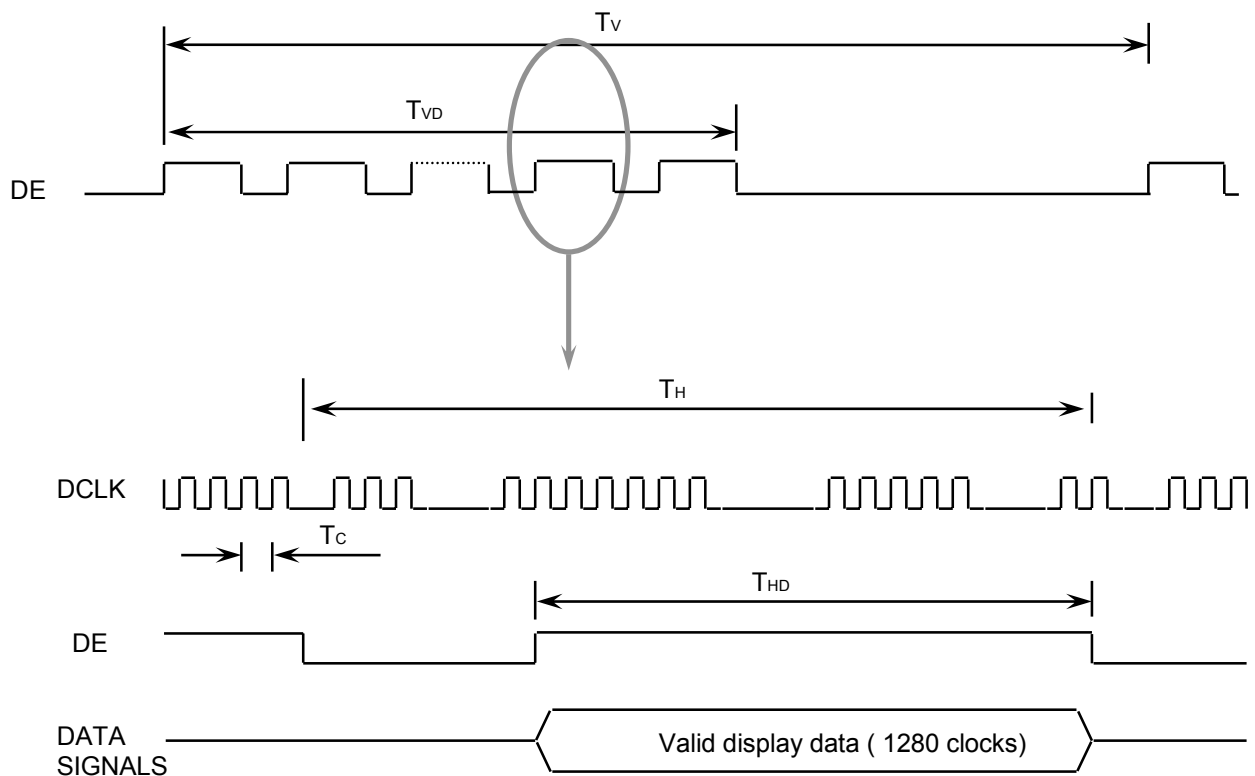 TV
TVD
DE
TH
DCLK
TC
THD
DE
DATA
SIGNALS
Valid display data ( 1280 clocks)